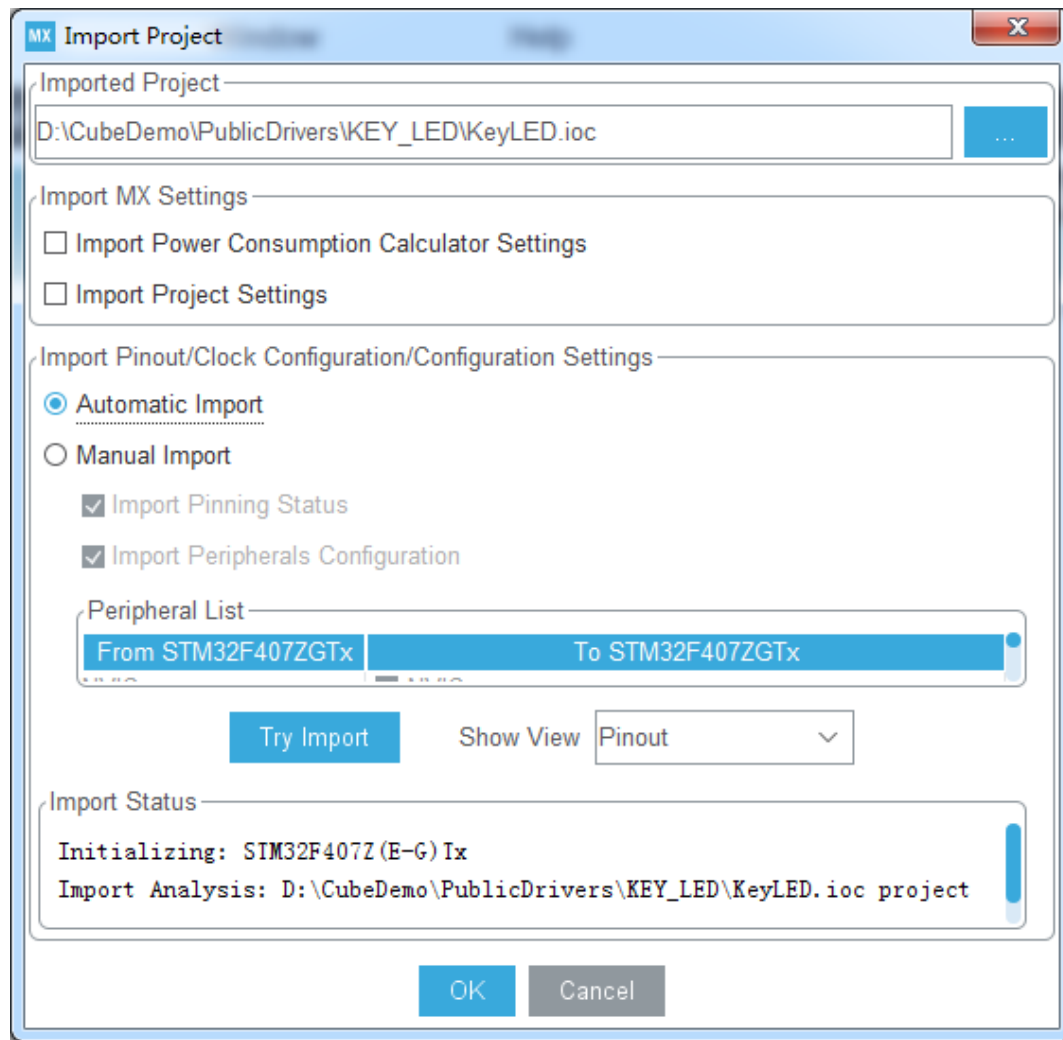 MX Import Project
Imported Project
D:\CubeDemo\PublicDrivers\KEY_LED\KeyLED.ioc
...
Import MX Settings
Import Power Consumption Calculator Settings
Import Project Settings
Import Pinout/Clock Configuration/Configuration Settings
Automatic Import
Manual Import
Import Pinning Status
Import Peripherals Configuration
Peripheral List
From STM32F407ZGTx To STM32F407ZGTx
Try Import Show View Pinout
Import Status
Initializing: STM32F407Z(E-G)Tx
Import Analysis: D:\CubeDemo\PublicDrivers\KEY_LED\KeyLED.ioc project
OK Cancel